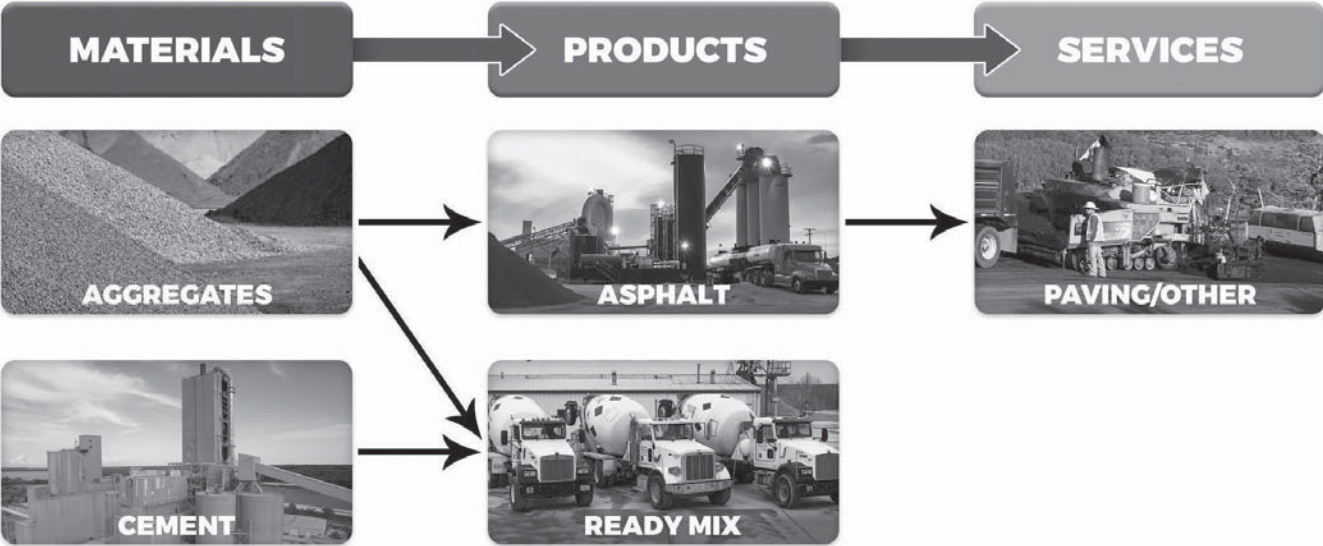 MATERIALS
PRODUCTS
SERVICES
AGGREGATES
ASPHALT
PAVING/OTHER
CEMENT
READY MIX